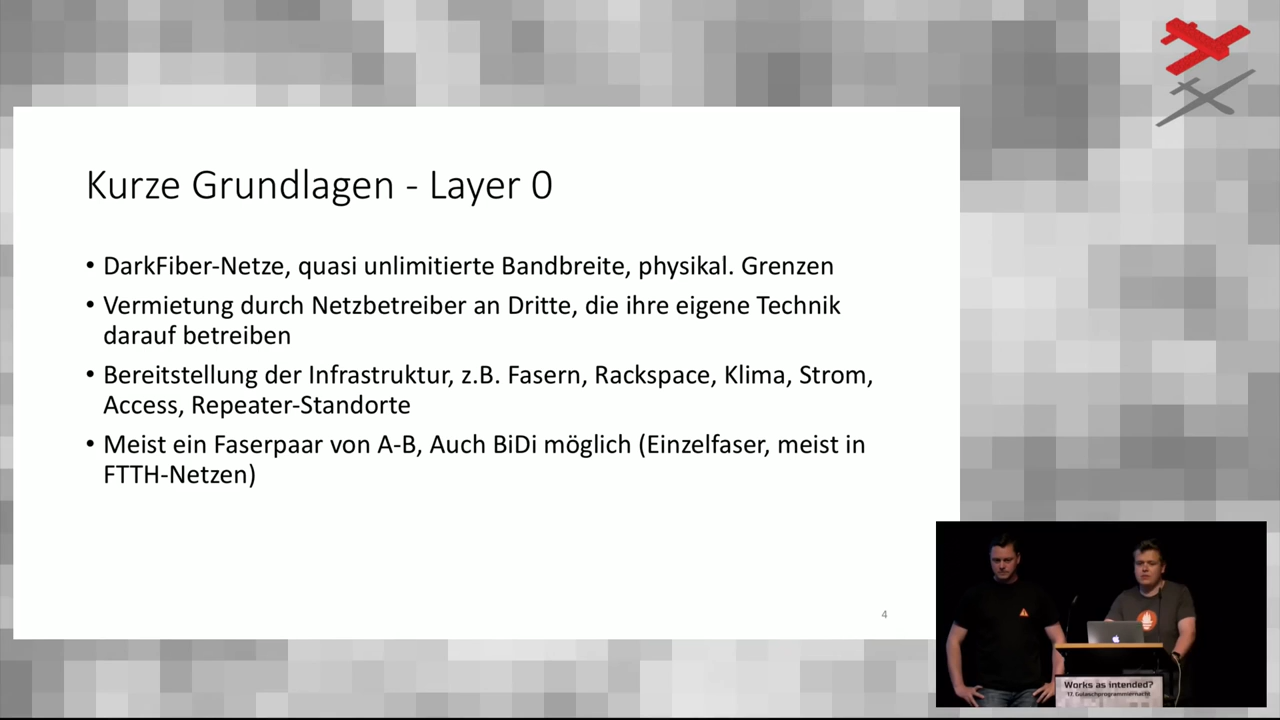 Kurze Grundlagen - Layer 0
• DarkFiber-Netze, quasi unlimitierte Bandbreite, physikal. Grenzen
• Vermietung durch Netzbetreiber an Dritte, die ihre eigene Technik
darauf betreiben
• Bereitstellung der Infrastruktur, z.B. Fasern, Rackspace, Klima, Strom,
Access, Repeater-Standorte
• Meist ein Faserpaar von A-B, Auch BiDi möglich (Einzelfaser, meist in
FTTH-Netzen)
4
Works as intended?
17. Gulaschprogrammiernacht